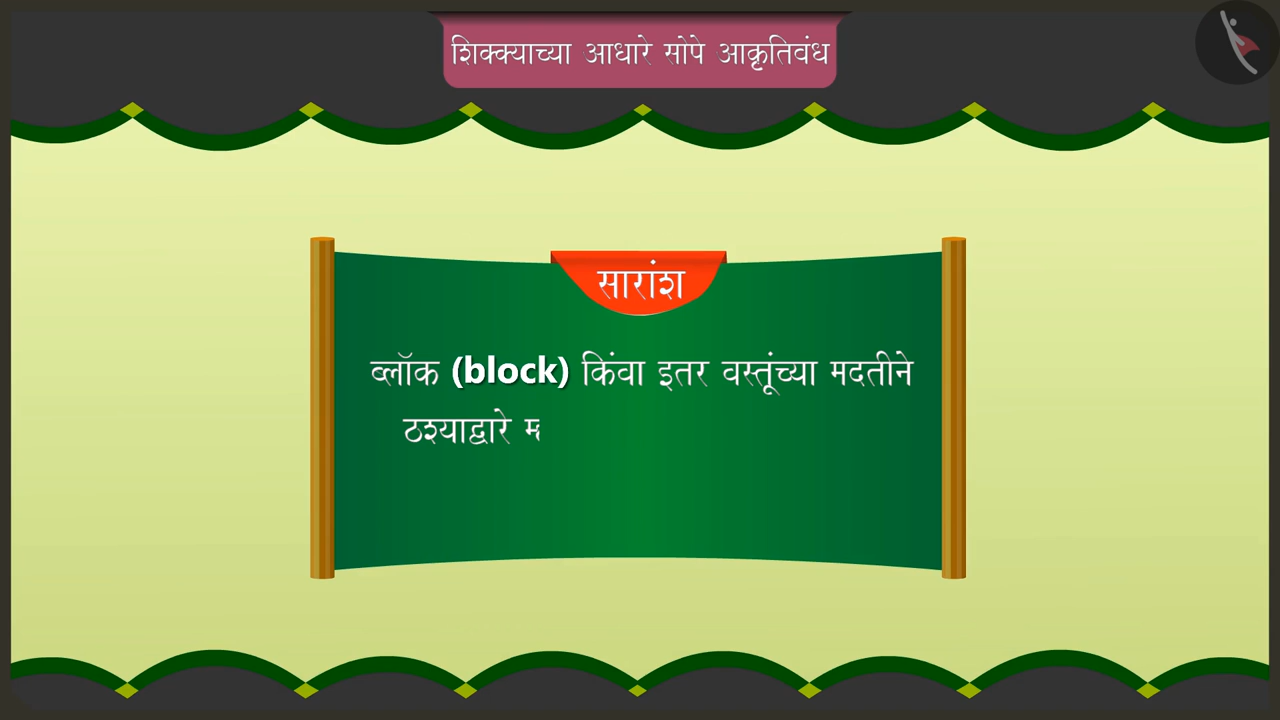 शिक्क्याच्या आधारे सोपे आकृतिबंध
सारांश
ब्लॉक (block) किंवा इतर वस्तूंच्या मदतीने
ठश्याद्वारे